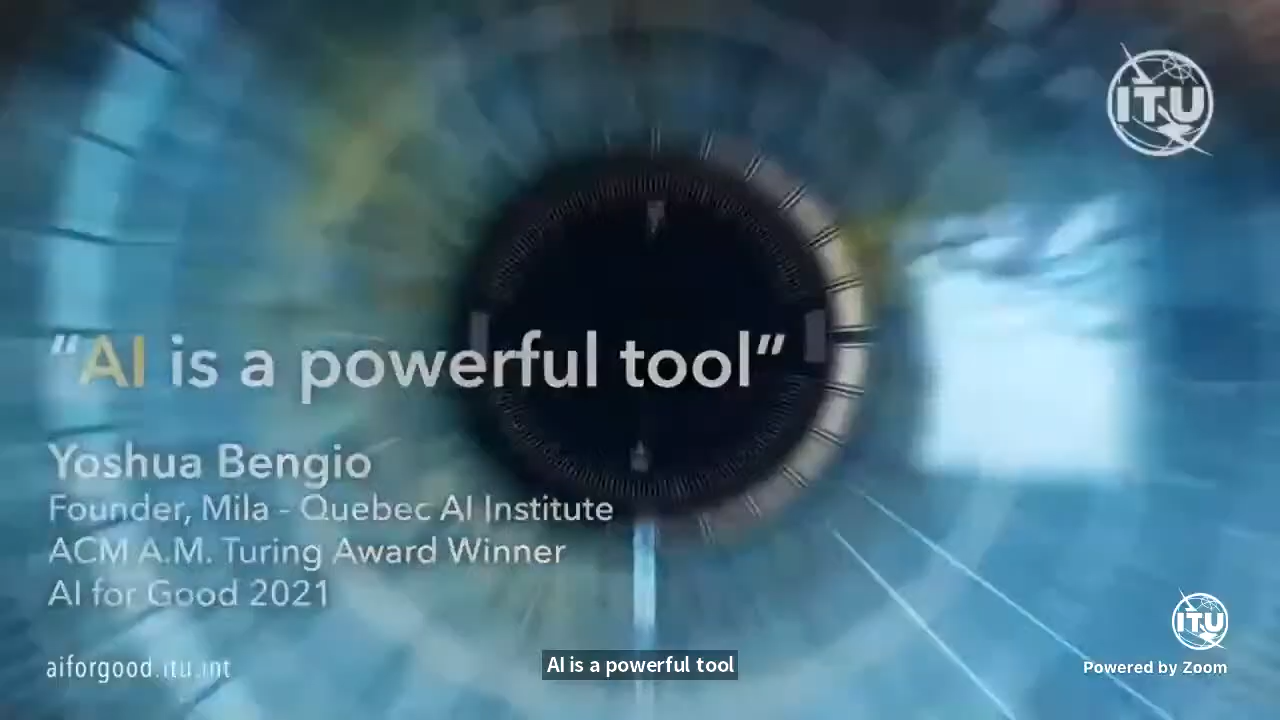 ITU
“AI is a powerful tool”
Yoshua Bengio
Founder, Mila - Quebec AI Institute
ACM A.M. Turing Award Winner
AI for Good 2021
aiforgood.itu.int
AI is a powerful tool
ITU
Powered by Zoom